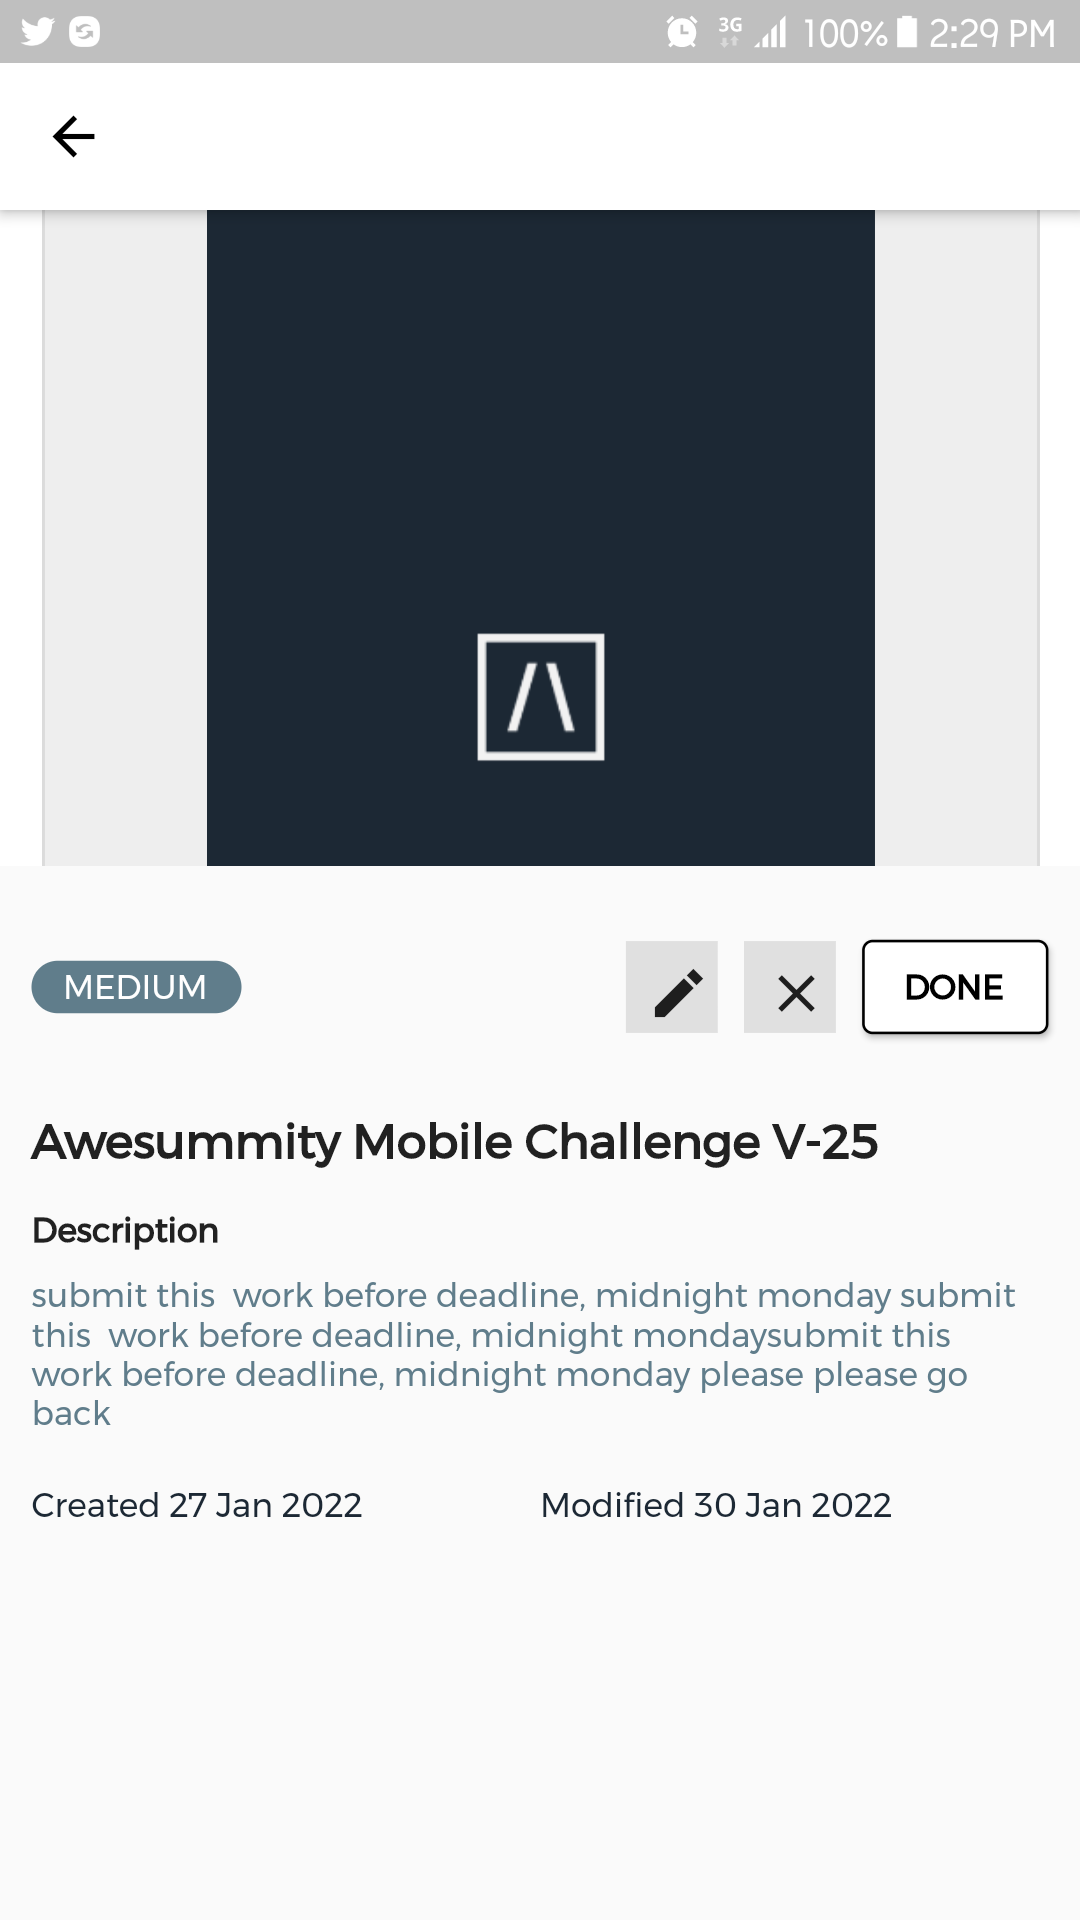 3G 100% 2:29 PM
MEDIUM
DONE
Awesummity Mobile Challenge V-25
Description
submit this  work before deadline, midnight monday submit
this  work before deadline, midnight mondaysubmit this
work before deadline, midnight monday please please go
back
Created 27 Jan 2022 Modified 30 Jan 2022